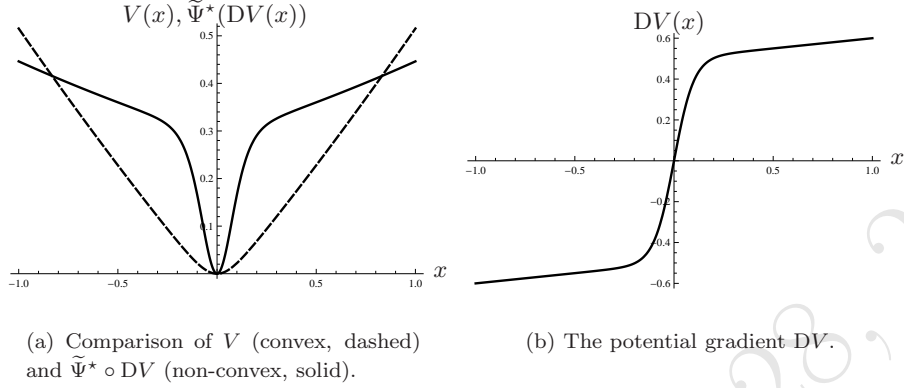 V(x), Ψ̃⋆(DV(x))
0.5
0.4
0.3
0.2
0.1
-1.0 -0.5 0.5 1.0 x
DV(x)
0.6
0.4
0.2
-1.0 -0.5 0.5 1.0 x
-0.2
-0.4
-0.6
(a) Comparison of V (convex, dashed)
and Ψ̃⋆ ∘ DV (non-convex, solid).
(b) The potential gradient DV.